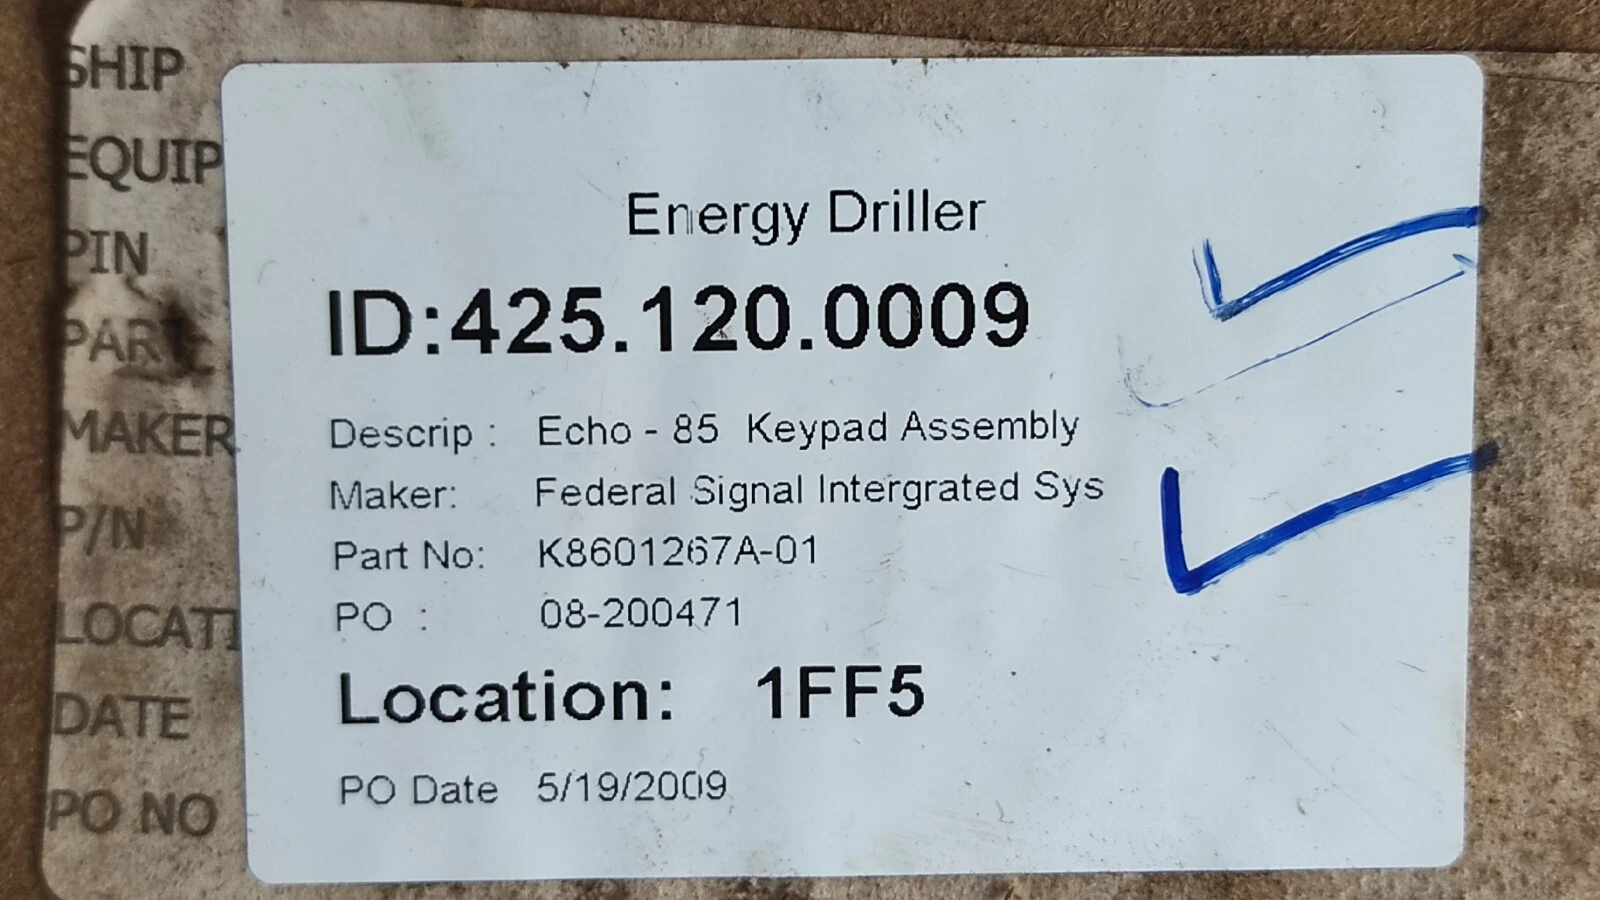 SHIP
EQUIP
PIN
PART
MAKER
P/N
LOCATI
DATE
PO NO
Energy Driller
ID:425.120.0009
Descrip : Echo - 85 Keypad Assembly
Maker: Federal Signal Intergrated Sys
Part No: K8601267A-01
PO : 08-200471
Location: 1FF5
PO Date 5/19/2009